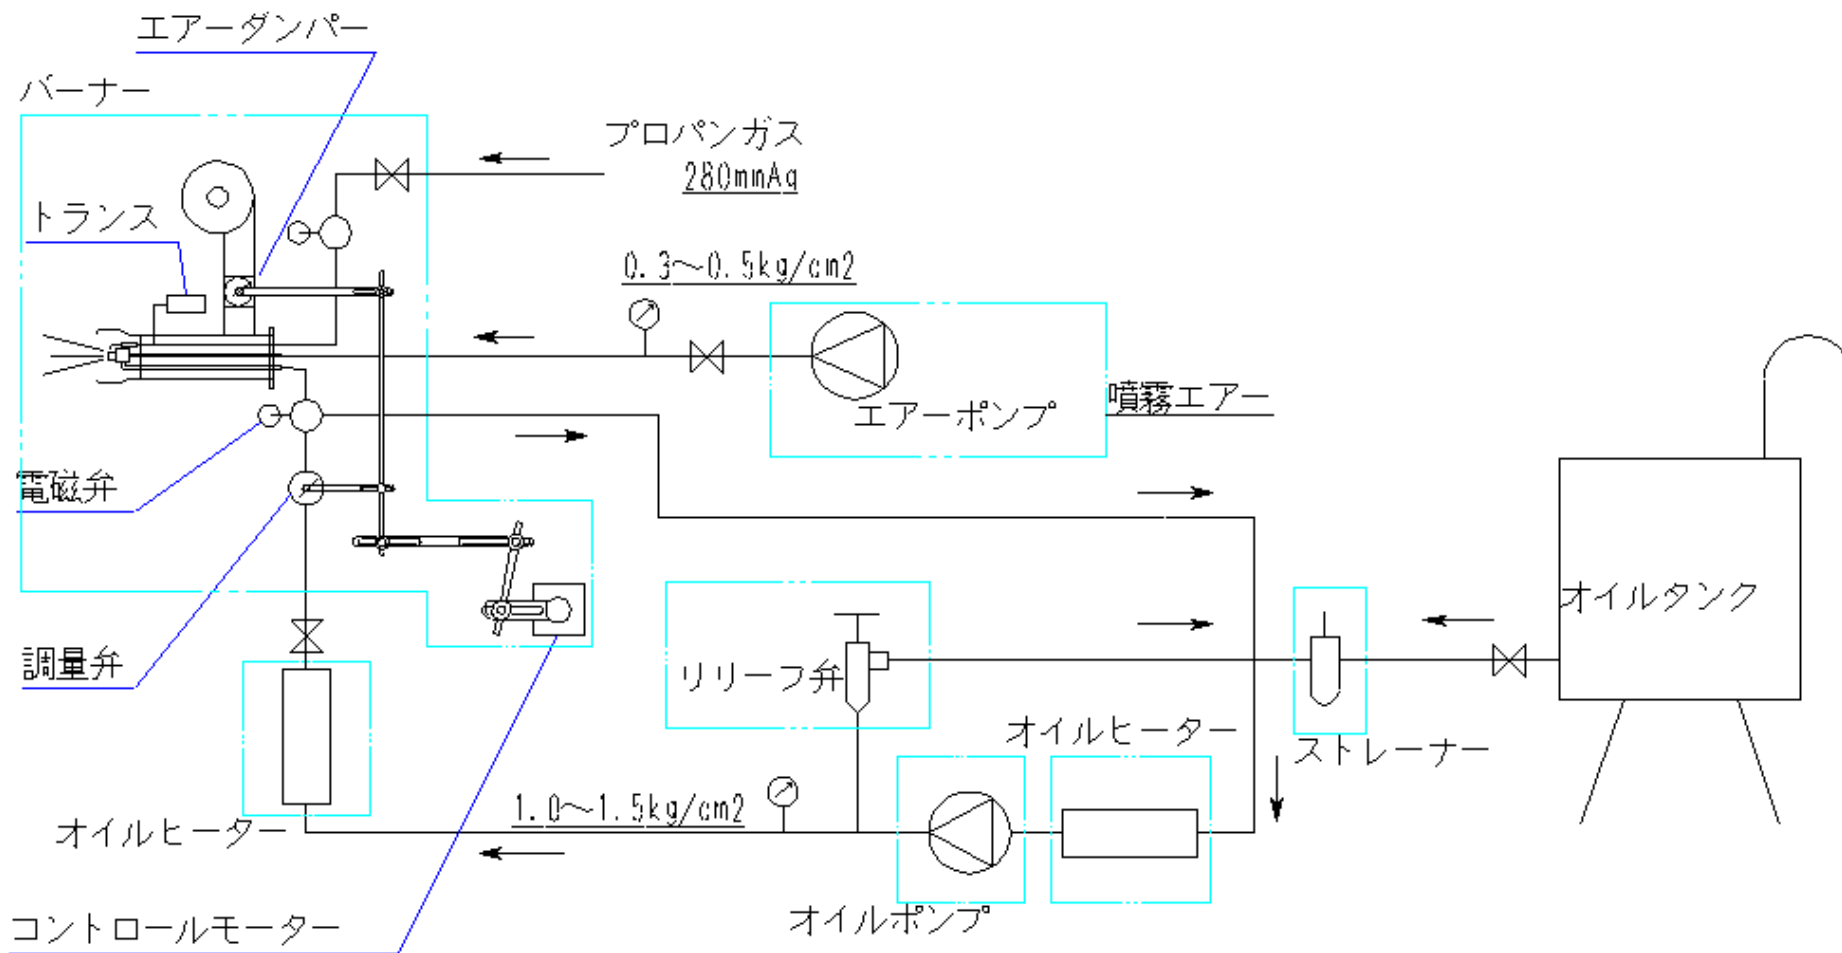 エアーダンパー
バーナー
プロパンガス
280mmAq
トランス
0.3～0.5kg/cm2
噴霧エアー
エアーポンプ
電磁弁
オイルタンク
調量弁
リリーフ弁
オイルヒーター
ストレーナー
1.0～1.5kg/cm2
オイルヒーター
オイルポンプ
コントロールモーター